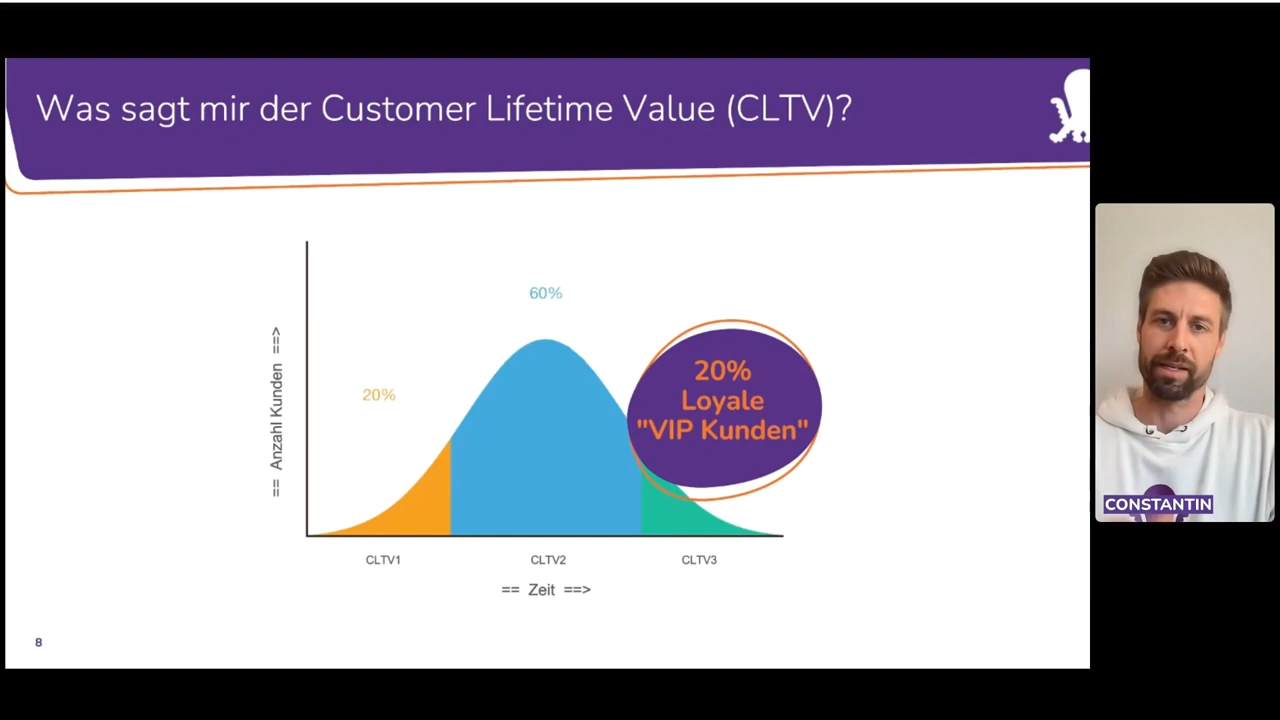 Was sagt mir der Customer Lifetime Value (CLTV)?
60%
20%
20%
Loyale
"VIP Kunden"
== Anzahl Kunden ==>
CLTV1 CLTV2 CLTV3
== Zeit ==>
8
CONSTANTIN